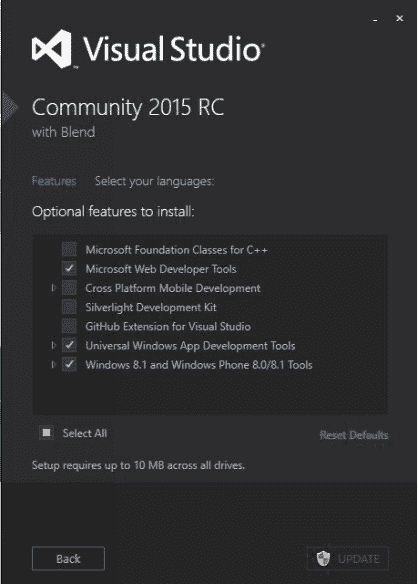 Visual Studio
Community 2015 RC
with Blend
Features Select your languages:
Optional features to install:
Microsoft Foundation Classes for C++
Microsoft Web Developer Tools
Cross Platform Mobile Development
Silverlight Development Kit
GitHub Extension for Visual Studio
Universal Windows App Development Tools
Windows 8.1 and Windows Phone 8.0/8.1 Tools
Select All Reset Defaults
Setup requires up to 10 MB across all drives.
Back UPDATE